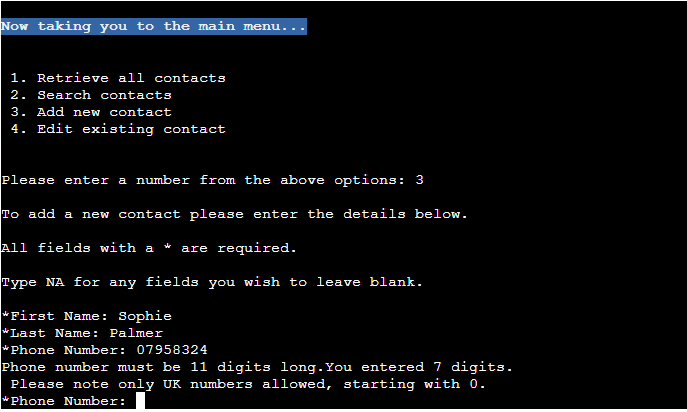 Now taking you to the main menu...
1. Retrieve all contacts
2. Search contacts
3. Add new contact
4. Edit existing contact
Please enter a number from the above options: 3
To add a new contact please enter the details below.
All fields with a * are required.
Type NA for any fields you wish to leave blank.
*First Name: Sophie
*Last Name: Palmer
*Phone Number: 07958324
Phone number must be 11 digits long.You entered 7 digits.
Please note only UK numbers allowed, starting with 0.
*Phone Number: